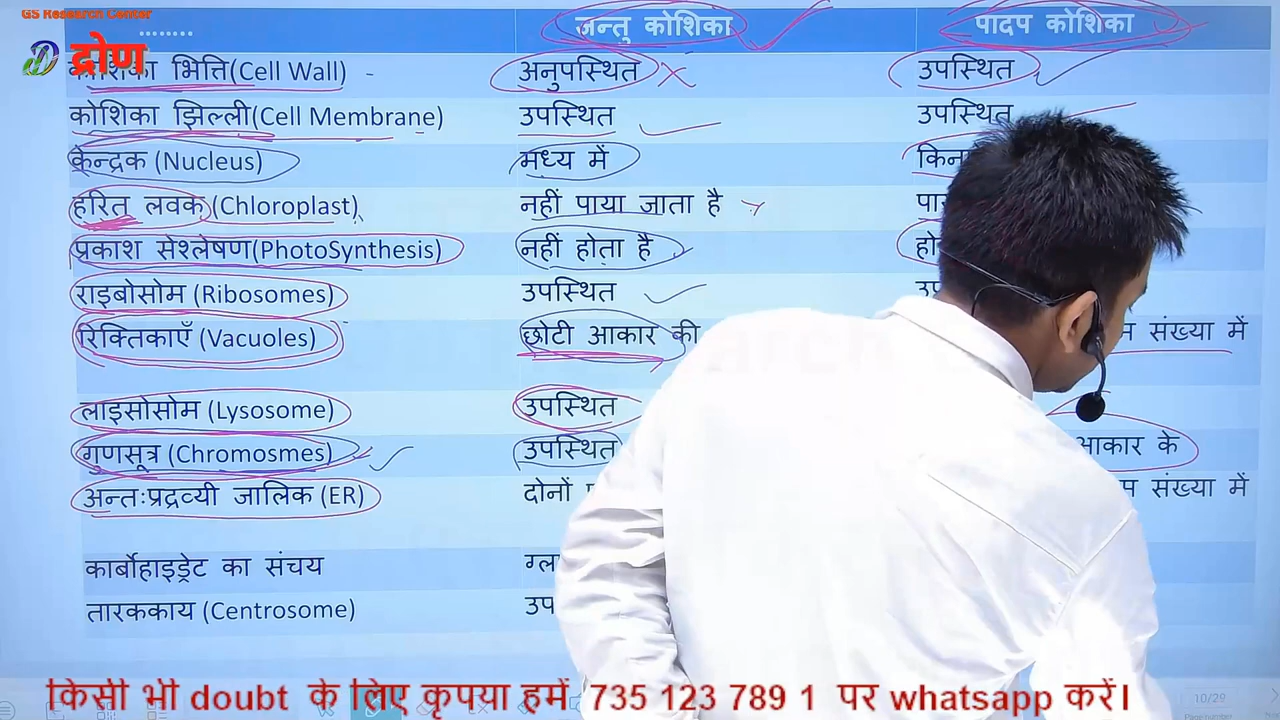 GS Research Center
द्रोण
........ जन्तु कोशिका पादप कोशिका
भित्ति(Cell Wall) - अनुपस्थित उपस्थित
कोशिका झिल्ली(Cell Membrane) उपस्थित उपस्थित
केन्द्रक (Nucleus) मध्य में
हरित लवक (Chloroplast) नहीं पाया जाता है
प्रकाश सेश्लेषण(PhotoSynthesis) नहीं होता है
राइबोसोम (Ribosomes) उपस्थित
रिक्तिकाएँ (Vacuoles) छोटी आकार की संख्या में
लाइसोसोम (Lysosome) उपस्थित
गुणसूत्र (Chromosmes) उपस्थित आकार के
अन्तःप्रद्रव्यी जालिक (ER) दोनों संख्या में
कार्बोहाइड्रेट का संचय
तारककाय (Centrosome)
किसी भी doubt के लिए कृपया हमें 735 123 789 1 पर whatsapp करें।
10/29